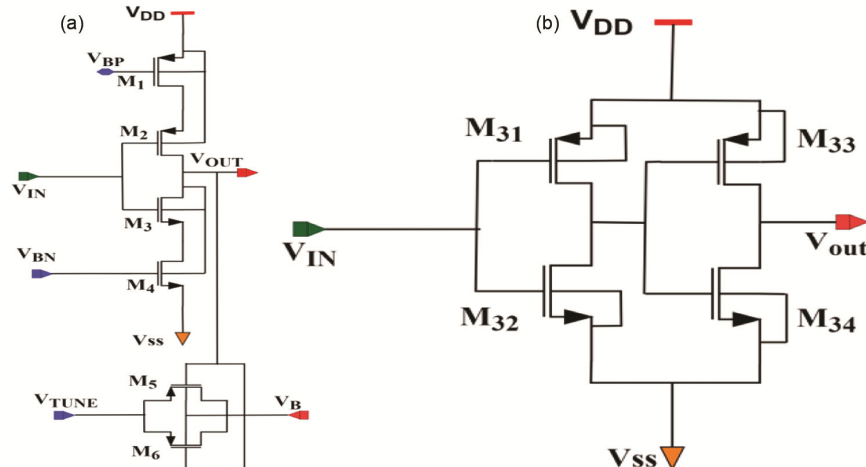 (a)
VDD
VBP
M1
M2
VOUT
VIN
M3
VBN
M4
Vss
M5
VTUNE
VB
M6
(b)
VDD
M31
M33
VIN
Vout
M32
M34
Vss